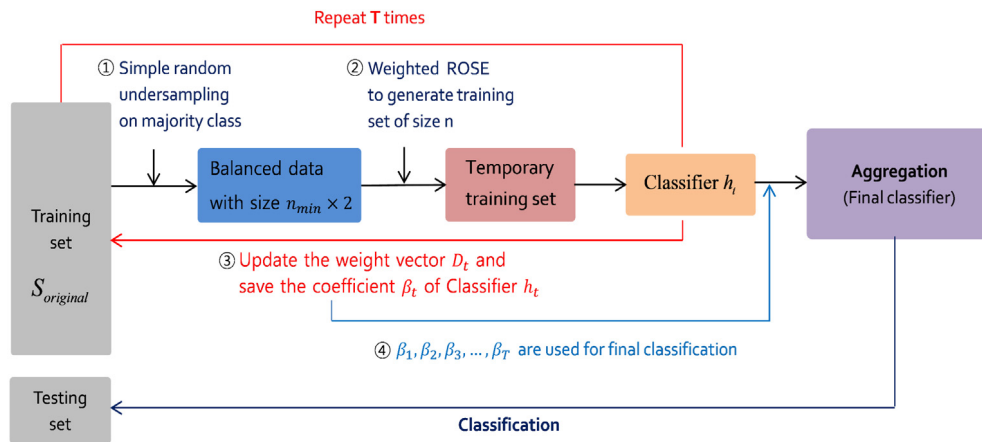 Repeat T times
① Simple random
undersampling
on majority class
② Weighted ROSE
to generate training
set of size n
Training
set
S_original
Balanced data
with size n_min × 2
Temporary
training set
Classifier h_t
Aggregation
(Final classifier)
③ Update the weight vector D_t and
save the coefficient β_t of Classifier h_t
④ β_1, β_2, β_3, ..., β_T are used for final classification
Testing
set
Classification